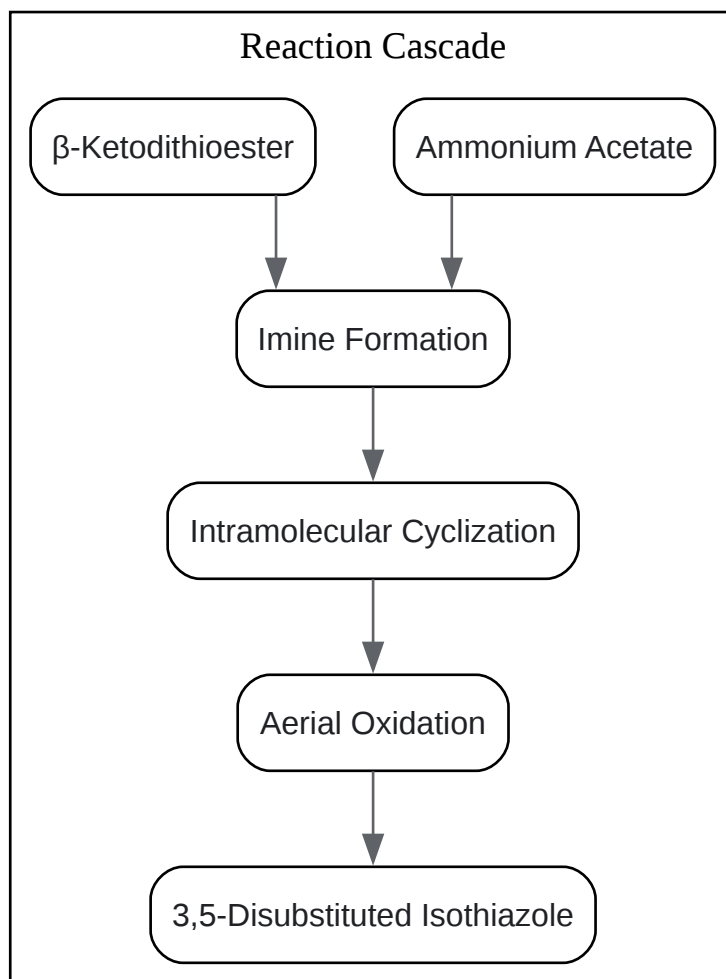 Reaction Cascade
β-Ketodithioester
Ammonium Acetate
Imine Formation
Intramolecular Cyclization
Aerial Oxidation
3,5-Disubstituted Isothiazole